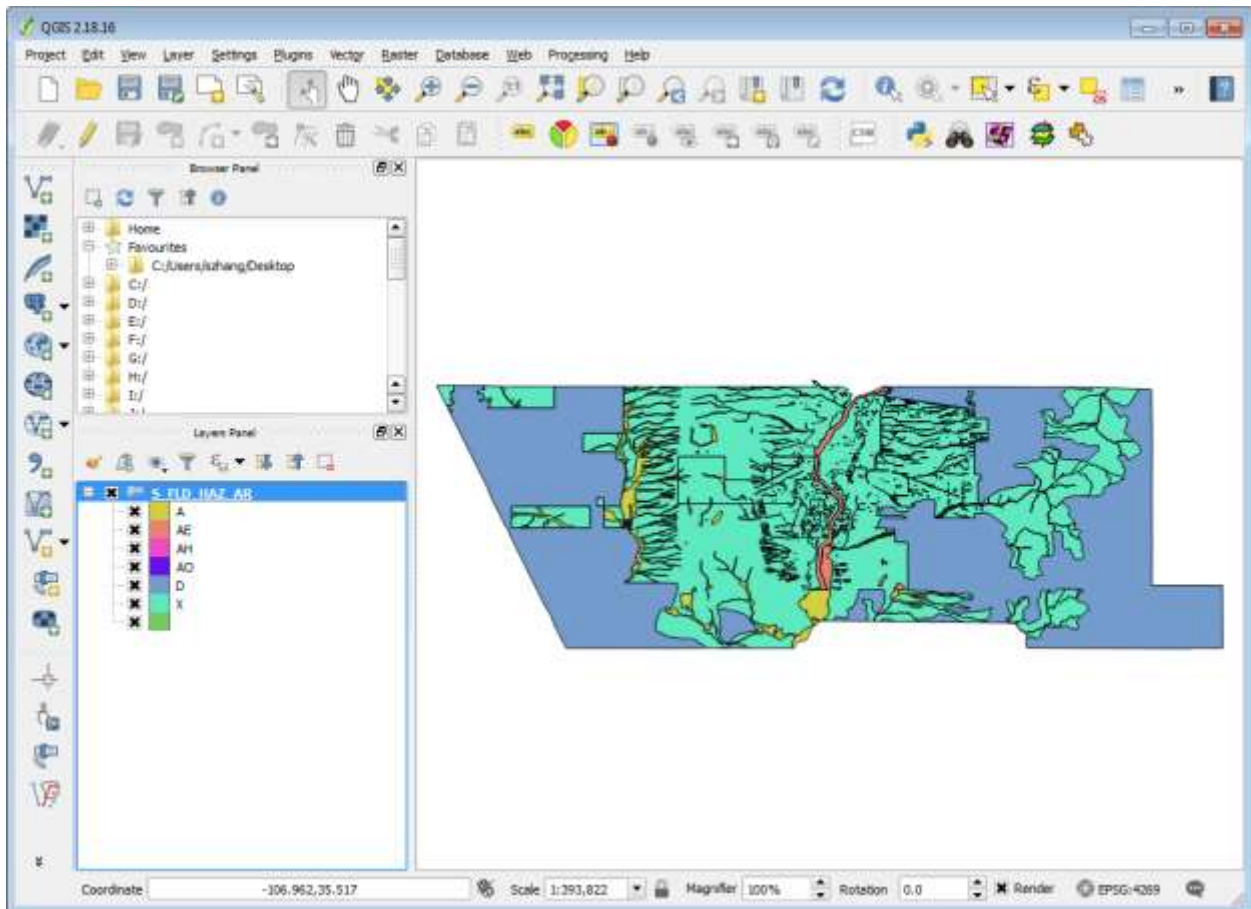 QGIS 2.18.16
Project Edit View Layer Settings Plugins Vector Raster Database Web Processing Help
Browser Panel
Home
Favourites
C:/Users/szhang/Desktop
C:/
D:/
E:/
F:/
G:/
H:/
I:/
Layers Panel
S_FLD_HAZ_AR
A
AE
AH
AO
D
X
Coordinate -106.962,35.517 Scale 1:393,822 Magnifier 100% Rotation 0.0 Render EPSG:4269